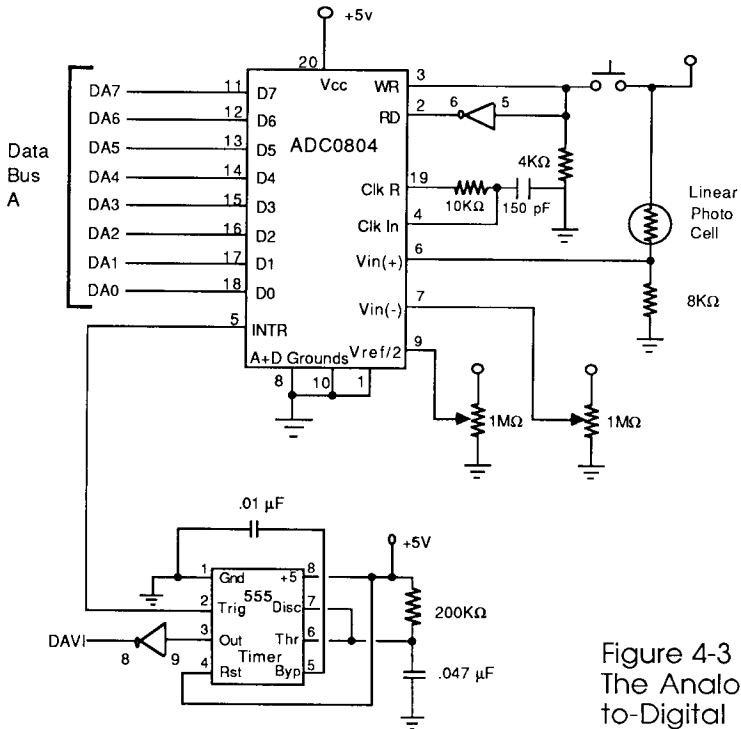 +5v
20
Vcc
DA7 11 D7
DA6 12 D6
DA5 13 D5
DA4 14 D4
DA3 15 D3
DA2 16 D2
DA1 17 D1
DA0 18 D0
Data
Bus
A
ADC0804
WR 3
RD 2
6 5
4KΩ
Clk R 19
10KΩ
150 pF
Clk In 4
Vin(+) 6
Vin(-) 7
Vref/2 9
5 INTR
A+D Grounds
8 10 1
Linear
Photo
Cell
8KΩ
1MΩ
1MΩ
.01 µF
+5V
1 Gnd
+5 8
555
2 Trig
Disc 7
3 Out
Thr 6
Timer
4 Rst
Byp 5
DAVI
8 9
200KΩ
.047 µF
Figure 4-3
The Analo
to-Digital